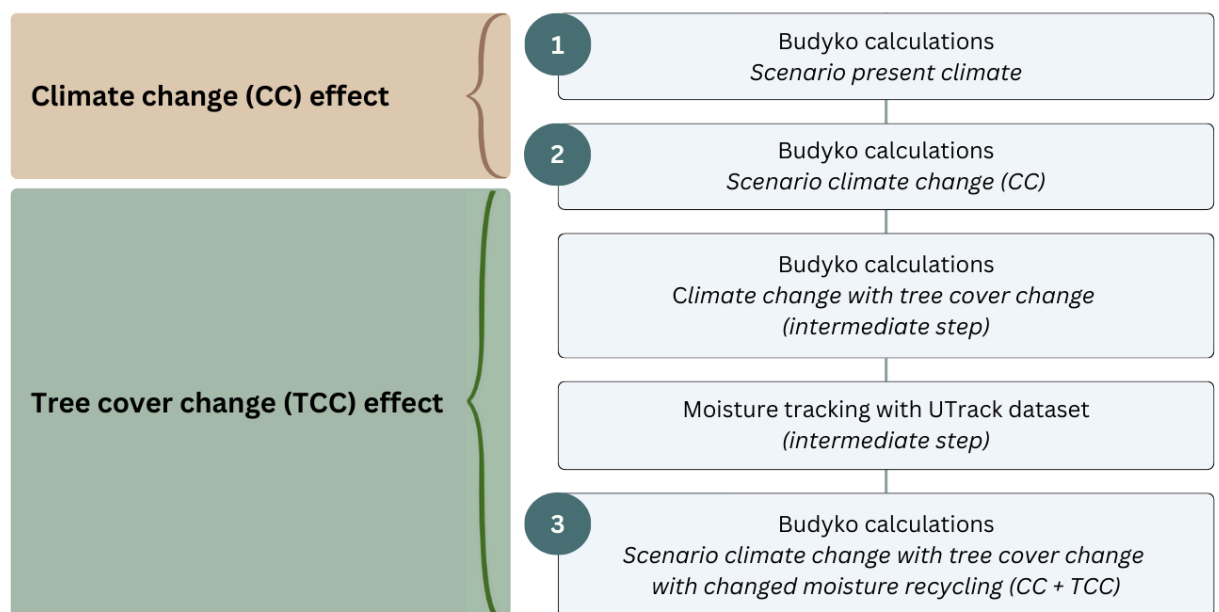 Climate change (CC) effect
Tree cover change (TCC) effect
1
Budyko calculations
Scenario present climate
2
Budyko calculations
Scenario climate change (CC)
Budyko calculations
Climate change with tree cover change
(intermediate step)
Moisture tracking with UTrack dataset
(intermediate step)
3
Budyko calculations
Scenario climate change with tree cover change
with changed moisture recycling (CC + TCC)